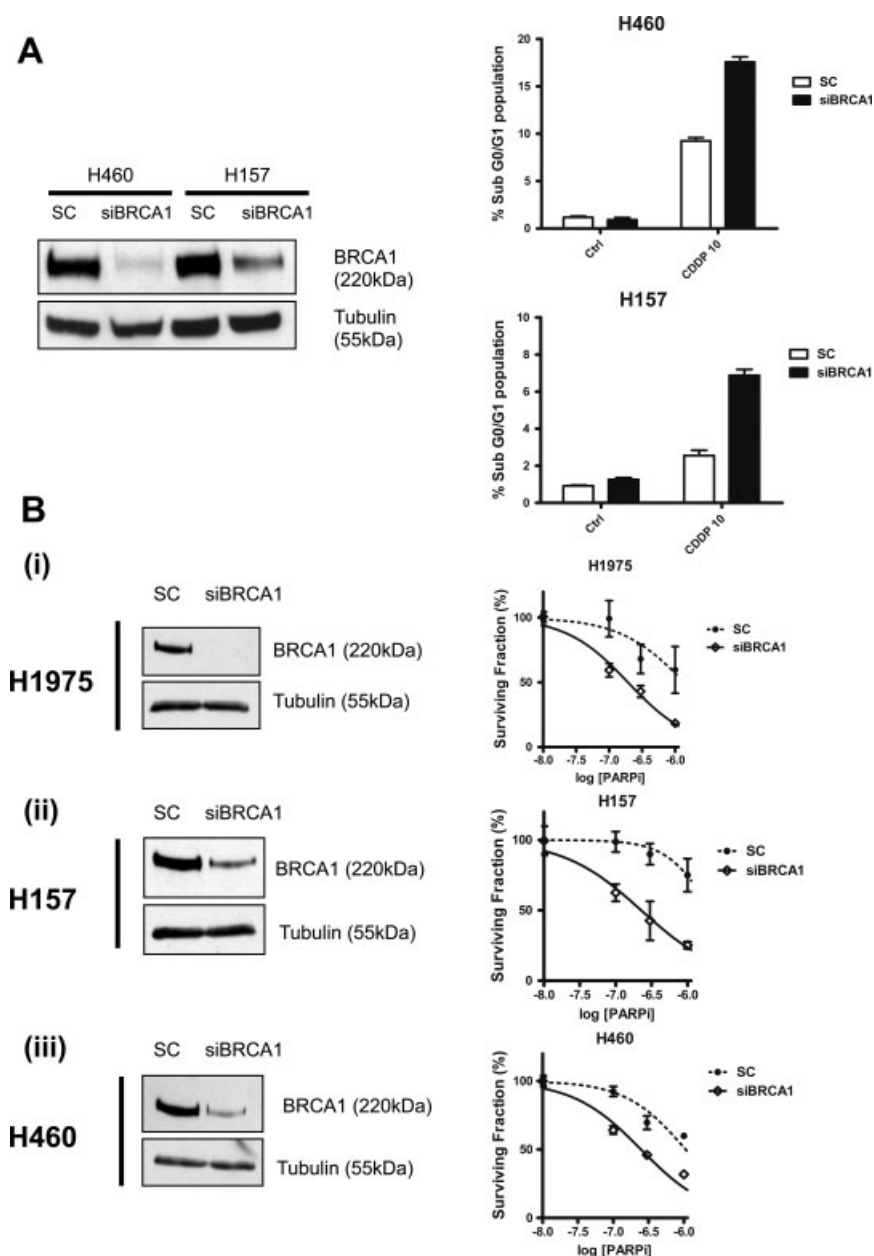 A
H460 H157
SC siBRCA1 SC siBRCA1
BRCA1
(220kDa)
Tubulin
(55kDa)
H460
% Sub G0/G1 population
20
15
10
5
0
Ctrl
CDDP 10
SC
siBRCA1
H157
% Sub G0/G1 population
10
8
6
4
2
0
Ctrl
CDDP 10
SC
siBRCA1
B
(i)
H1975
SC siBRCA1
BRCA1 (220kDa)
Tubulin (55kDa)
H1975
Surviving Fraction (%)
100
50
0
-8.0 -7.5 -7.0 -6.5 -6.0
log [PARPi]
SC
siBRCA1
(ii)
H157
SC siBRCA1
BRCA1 (220kDa)
Tubulin (55kDa)
H157
Surviving Fraction (%)
100
50
0
-8.0 -7.5 -7.0 -6.5 -6.0
log [PARPi]
SC
siBRCA1
(iii)
H460
SC siBRCA1
BRCA1 (220kDa)
Tubulin (55kDa)
H460
Surviving Fraction (%)
100
50
0
-8.0 -7.5 -7.0 -6.5 -6.0
log [PARPi]
SC
siBRCA1